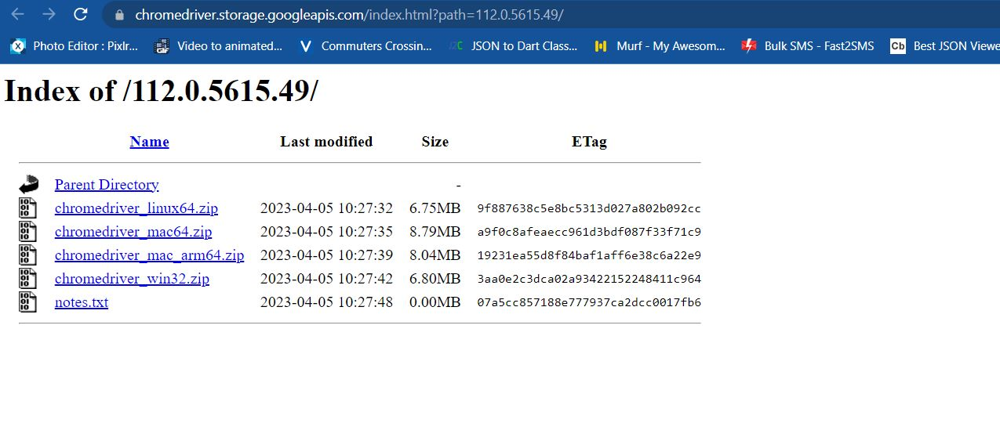 chromedriver.storage.googleapis.com/index.html?path=112.0.5615.49/
Photo Editor : Pixlr... Video to animated... Commuters Crossin... J2C JSON to Dart Class... Murf - My Awesom... Bulk SMS - Fast2SMS Cb Best JSON Viewe
Index of /112.0.5615.49/
Name Last modified Size ETag
Parent Directory -
chromedriver_linux64.zip 2023-04-05 10:27:32 6.75MB 9f887638c5e8bc5313d027a802b092cc
chromedriver_mac64.zip 2023-04-05 10:27:35 8.79MB a9f0c8afeaecc961d3bdf087f33f71c9
chromedriver_mac_arm64.zip 2023-04-05 10:27:39 8.04MB 19231ea55d8f84baf1aff6e38c6a22e9
chromedriver_win32.zip 2023-04-05 10:27:42 6.80MB 3aa0e2c3dca02a93422152248411c964
notes.txt 2023-04-05 10:27:48 0.00MB 07a5cc857188e777937ca2dcc0017fb6